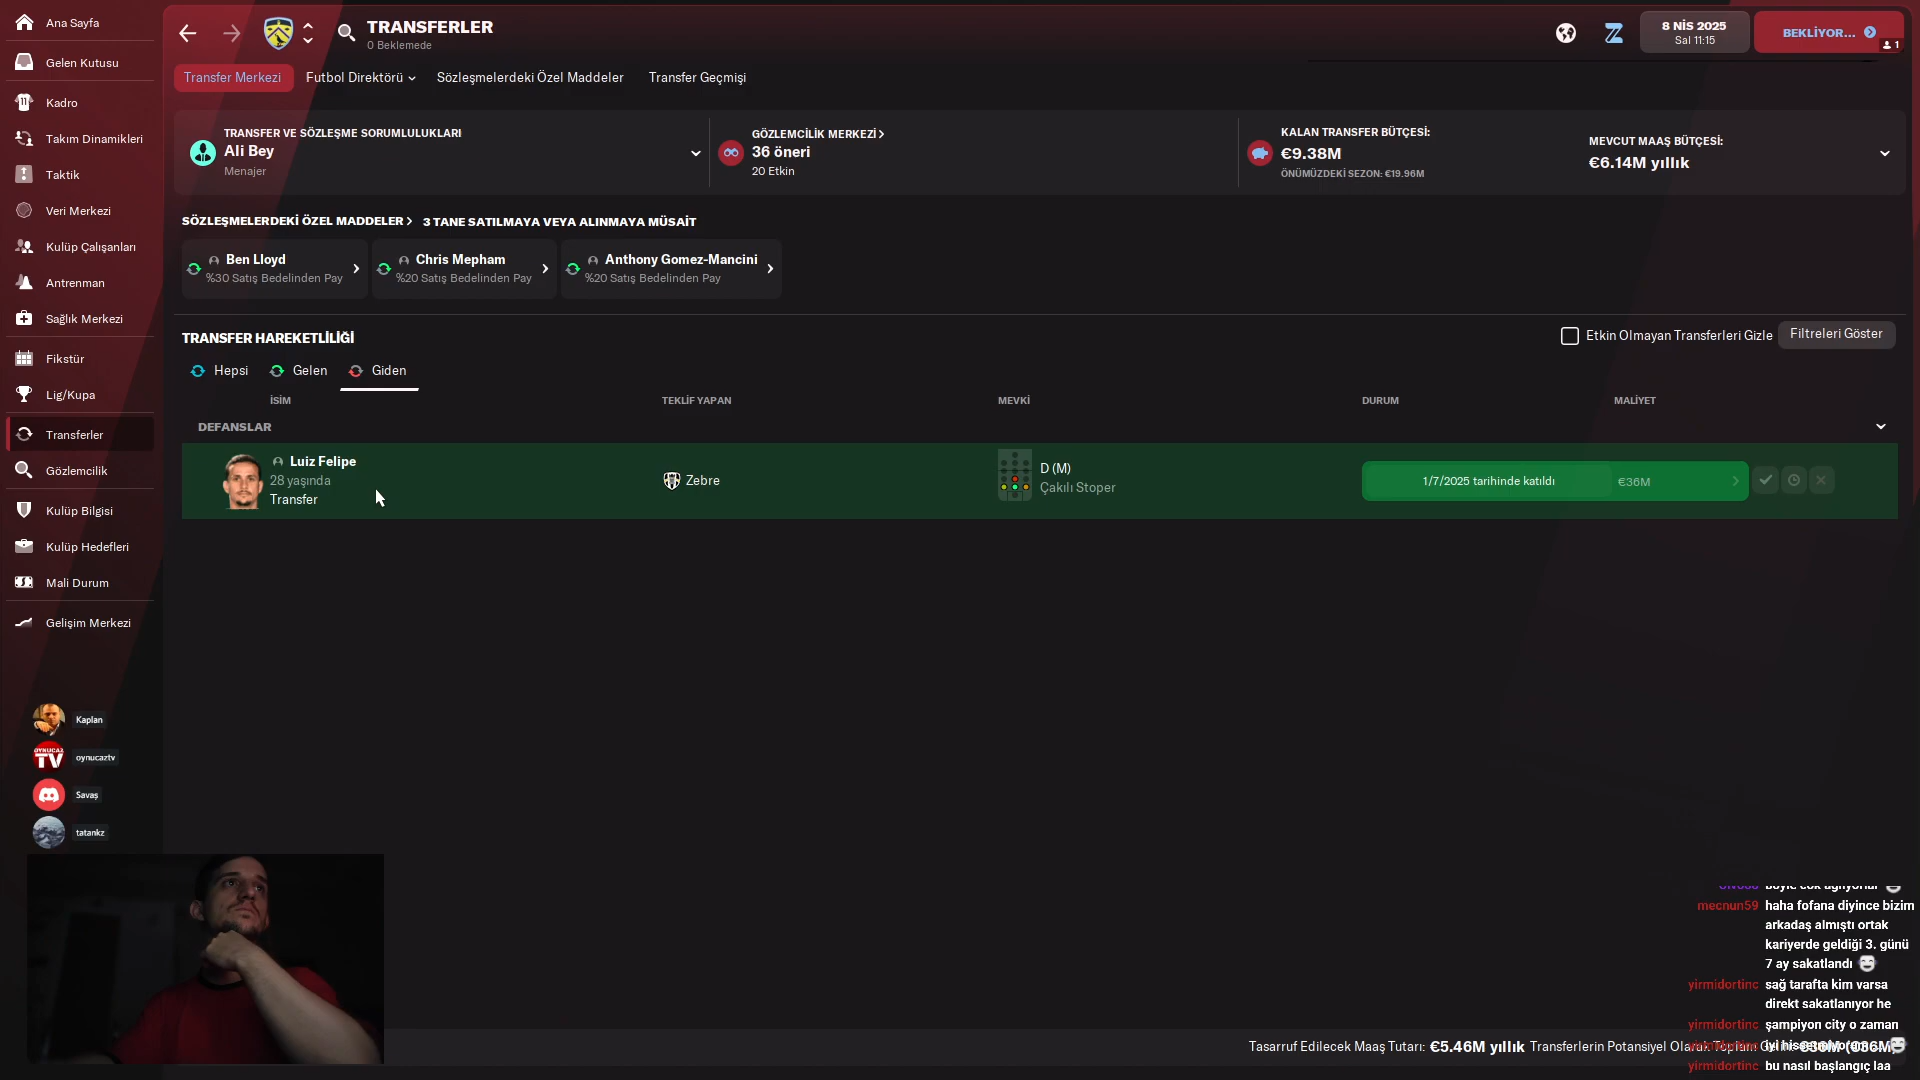 Ana Sayfa
Gelen Kutusu
Kadro
Takım Dinamikleri
Taktik
Veri Merkezi
Kulüp Çalışanları
Antrenman
Sağlık Merkezi
Fikstür
Lig/Kupa
Transferler
Gözlemcilik
Kulüp Bilgisi
Kulüp Hedefleri
Mali Durum
Gelişim Merkezi
Kaplan
oynucaztv
Savaş
tatankz
TRANSFERLER
0 Beklemede
8 NİS 2025
Sal 11:15
BEKLİYOR...
1
Transfer Merkezi
Futbol Direktörü
Sözleşmelerdeki Özel Maddeler
Transfer Geçmişi
TRANSFER VE SÖZLEŞME SORUMLULUKLARI
Ali Bey
Menajer
GÖZLEMCİLİK MERKEZİ
36 öneri
20 Etkin
KALAN TRANSFER BÜTÇESİ:
€9.38M
ÖNÜMÜZDEKİ SEZON: €19.96M
MEVCUT MAAŞ BÜTÇESİ:
€6.14M yıllık
SÖZLEŞMELERDEKİ ÖZEL MADDELER 3 TANE SATILMAYA VEYA ALINMAYA MÜSAİT
Ben Lloyd
%30 Satış Bedelinden Pay
Chris Mepham
%20 Satış Bedelinden Pay
Anthony Gomez-Mancini
%20 Satış Bedelinden Pay
TRANSFER HAREKETLİLİĞİ
Etkin Olmayan Transferleri Gizle
Filtreleri Göster
Hepsi
Gelen
Giden
İSİM
TEKLİF YAPAN
MEVKİ
DURUM
MALİYET
DEFANSLAR
Luiz Felipe
28 yaşında
Transfer
Zebre
D (M)
Çakılı Stoper
1/7/2025 tarihinde katıldı
€36M
mecnun59 haha fofana diyince bizim
arkadaş almıştı ortak
kariyerde geldiği 3. günü
7 ay sakatlandı
yirmidortinc sağ tarafta kim varsa
direkt sakatlanıyor he
yirmidortinc şampiyon city o zaman
Tasarruf Edilecek Maaş Tutarı: €5.46M yıllık Transferlerin Potansiyel
yirmidortinc bu nasıl başlangıç laa